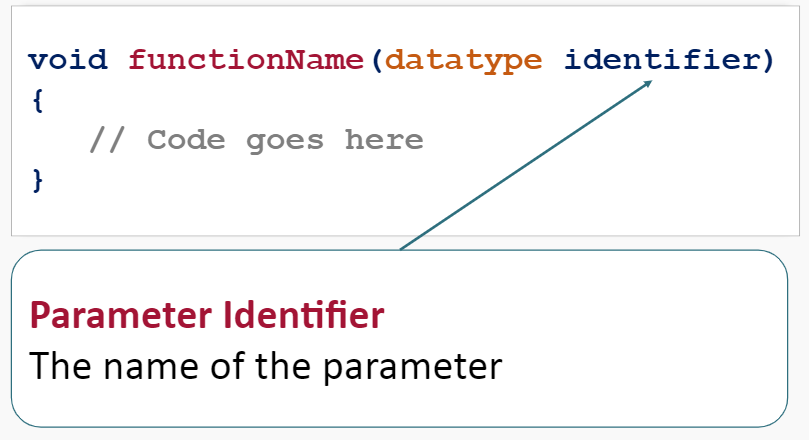 void functionName(datatype identifier)
{
// Code goes here
}
Parameter Identifier
The name of the parameter